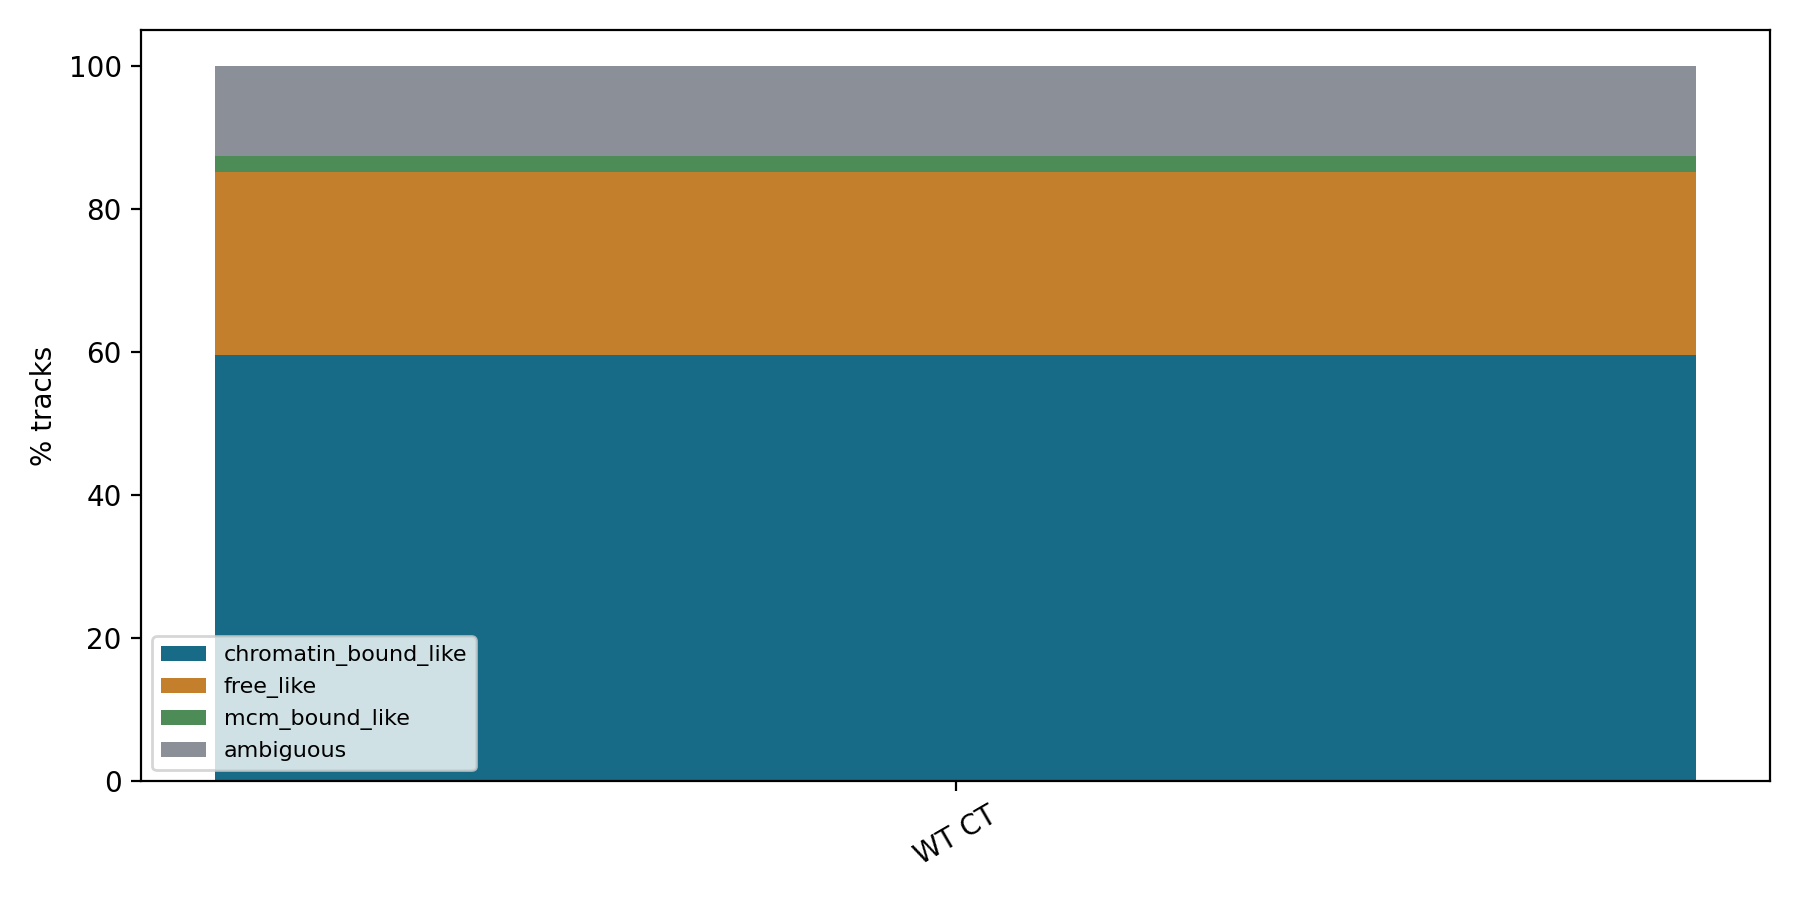 100
80
60
40
20
0
% tracks
chromatin_bound_like
free_like
mcm_bound_like
ambiguous
WT CT